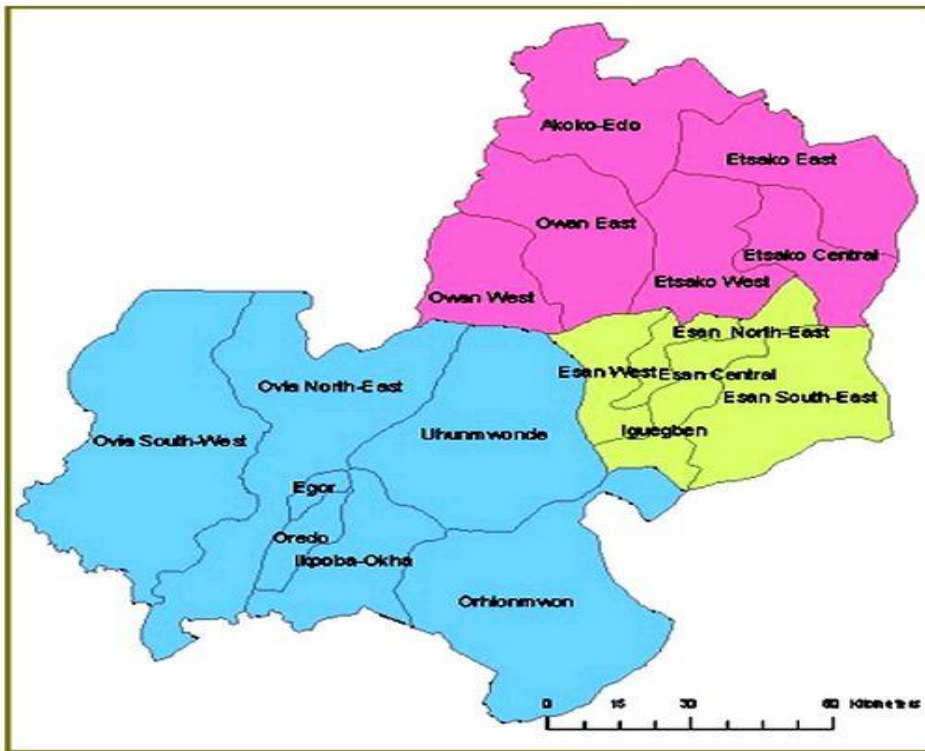 Akoko-Edo
Etsako East
Owan East
Etsako Central
Etsako West
Owan West
Esan North-East
Esan West
Esan Central
Ovia North-East
Esan South-East
Iguegben
Uhunmwonde
Ovia South-West
Egor
Oredo
Ikpoba-Okha
Orhionmwon
0 15 30 60 Kilometers